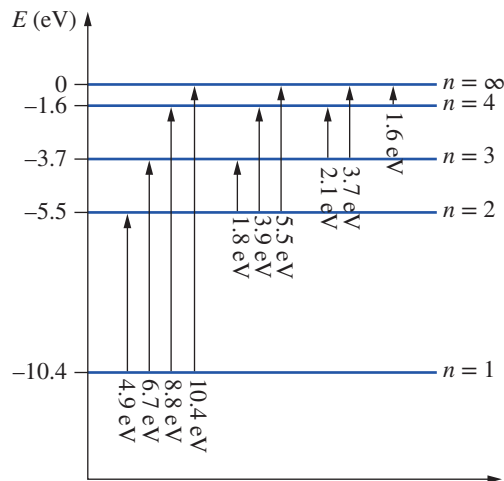 E (eV)
0
n = ∞
−1.6
n = 4
1.6 eV
−3.7
n = 3
2.1 eV
3.7 eV
−5.5
n = 2
1.8 eV
3.9 eV
5.5 eV
−10.4
n = 1
4.9 eV
6.7 eV
8.8 eV
10.4 eV